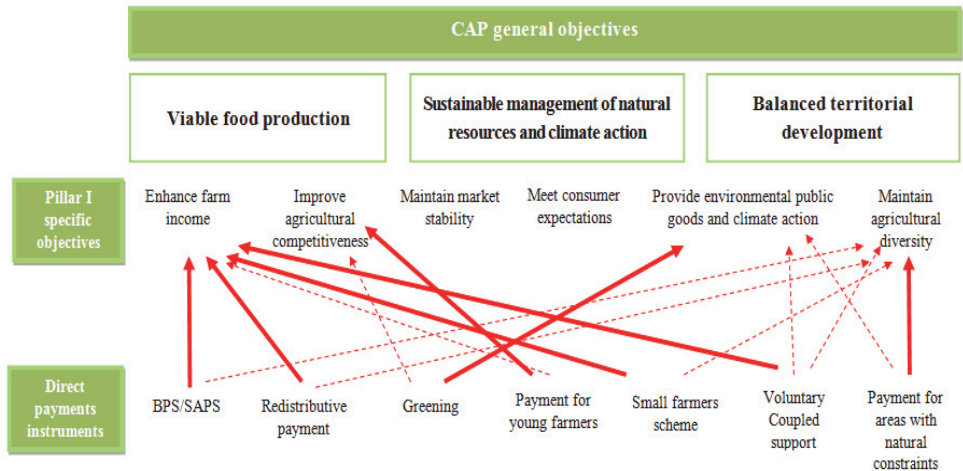 CAP general objectives
Viable food production
Sustainable management of natural
resources and climate action
Balanced territorial
development
Pillar I
specific
objectives
Enhance farm
income
Improve
agricultural
competitiveness
Maintain market
stability
Meet consumer
expectations
Provide environmental public
goods and climate action
Maintain
agricultural
diversity
Direct
payments
instruments
BPS/SAPS
Redistributive
payment
Greening
Payment for
young farmers
Small farmers
scheme
Voluntary
Coupled
support
Payment for
areas with
natural
constraints